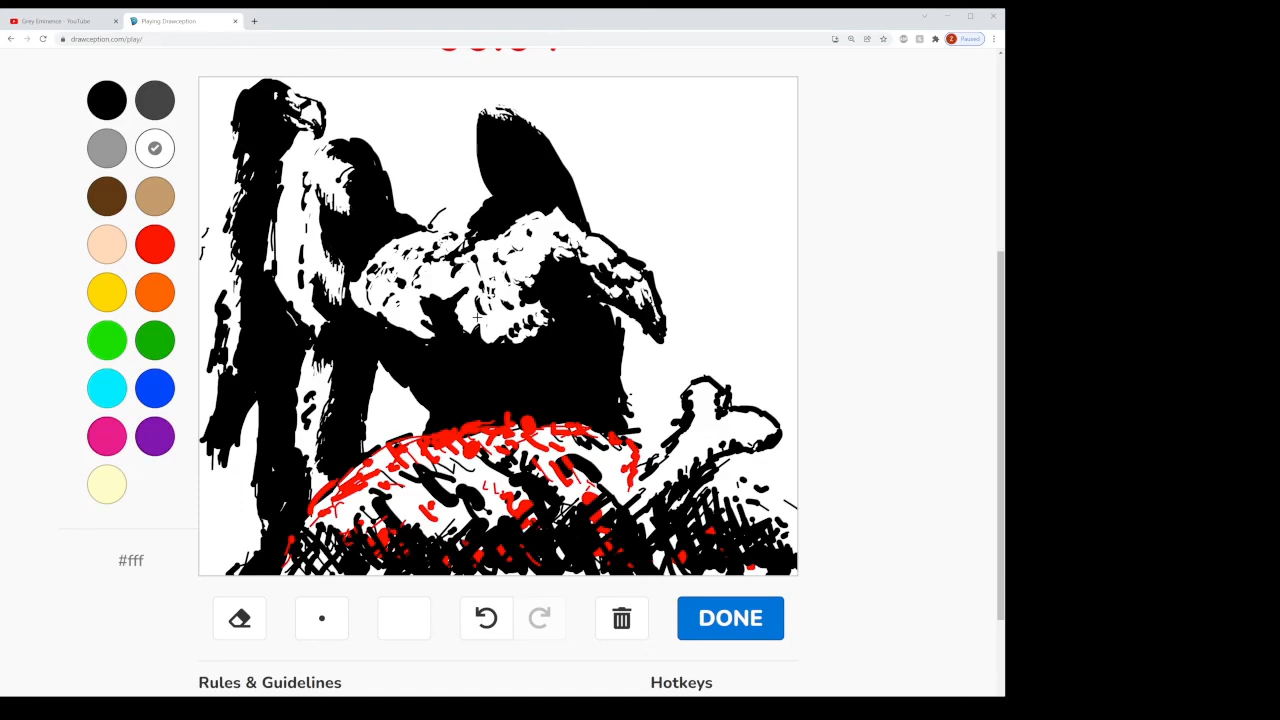 Grey Eminence - YouTube
Playing Drawception
drawception.com/play/
Z Paused
#fff
DONE
Rules & Guidelines
Hotkeys